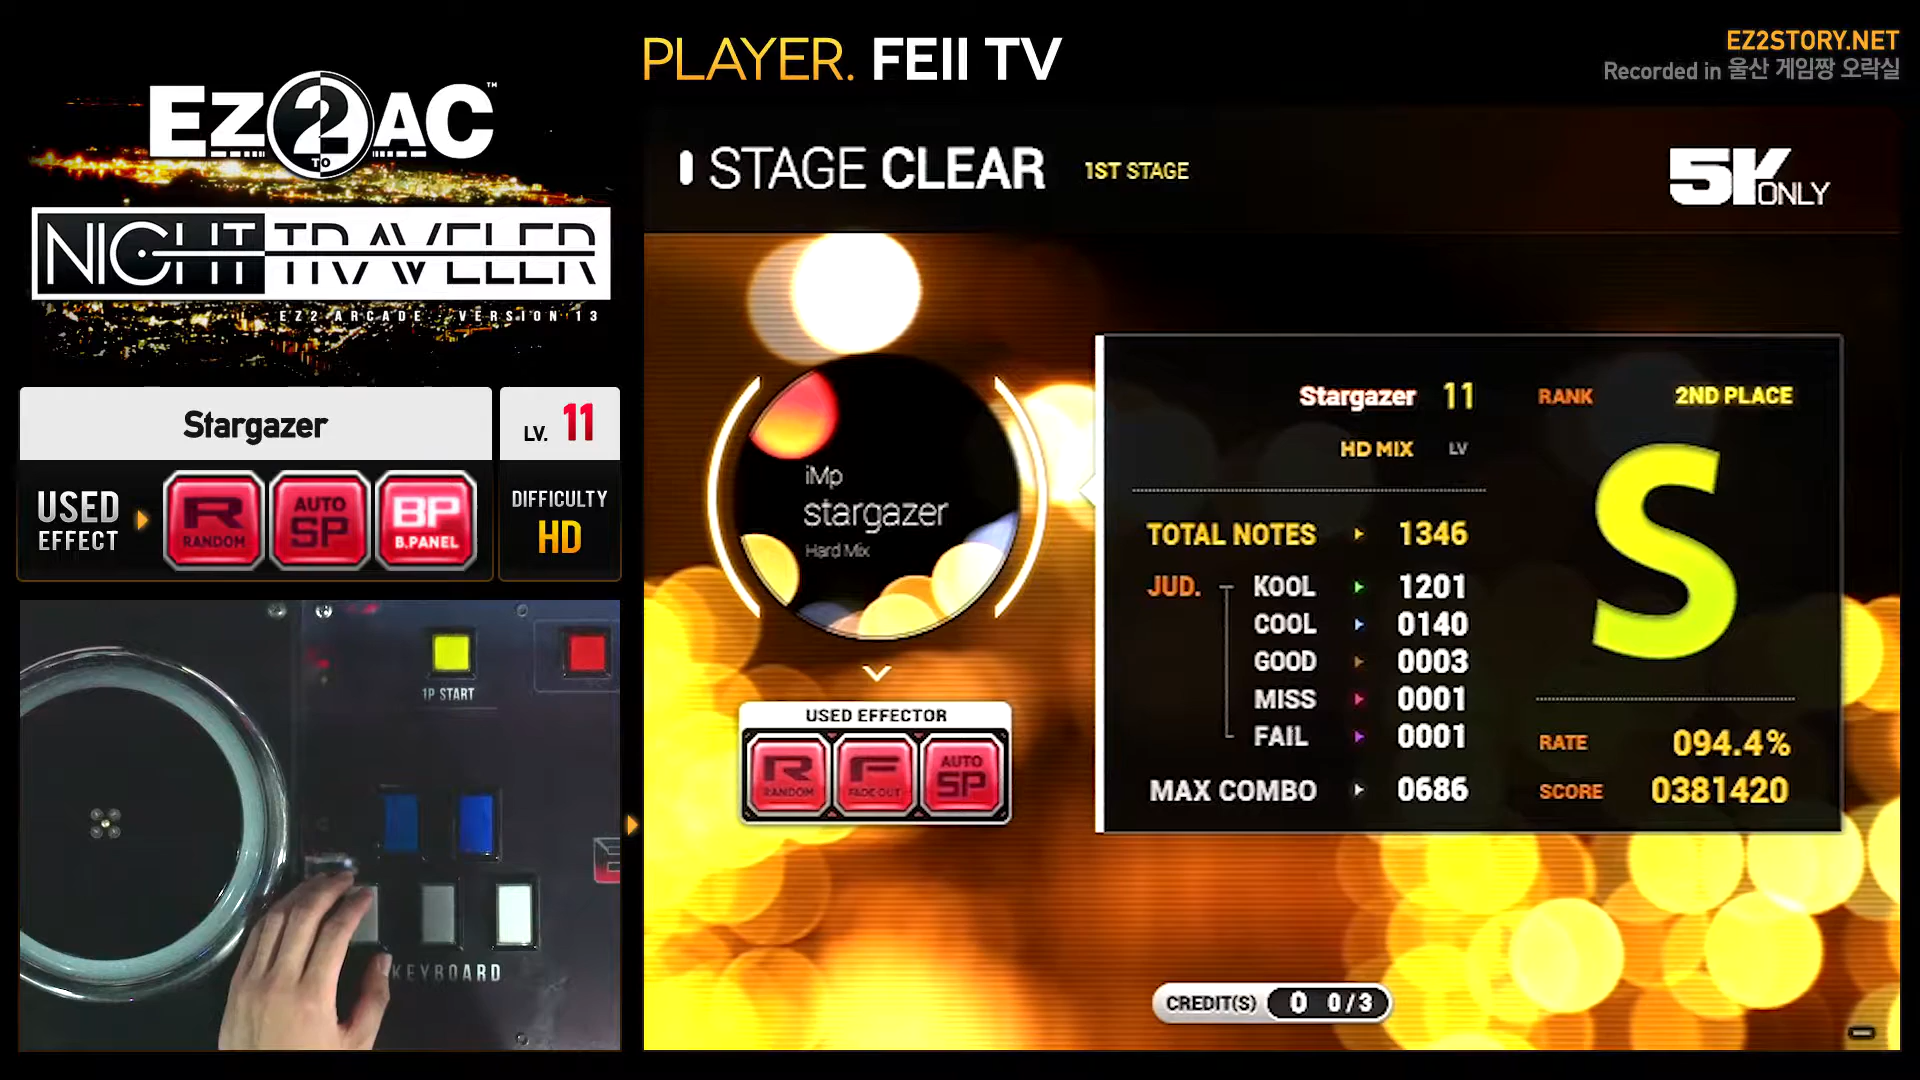 EZ2AC™
TO
NIGHT TRAVELER
EZ2 ARCADE VERSION 13
Stargazer
LV. 11
USED
EFFECT
R
RANDOM
AUTO
SP
BP
B.PANEL
DIFFICULTY
HD
1P START
KEYBOARD
PLAYER. FEII TV
EZ2STORY.NET
Recorded in 울산 게임짱 오락실
STAGE CLEAR
1ST STAGE
5K ONLY
iMp
stargazer
Hard Mix
USED EFFECTOR
R
RANDOM
F
FADE OUT
AUTO
SP
Stargazer 11
HD MIX LV
TOTAL NOTES 1346
JUD.
KOOL 1201
COOL 0140
GOOD 0003
MISS 0001
FAIL 0001
MAX COMBO 0686
RANK 2ND PLACE
S
RATE 094.4%
SCORE 0381420
CREDIT(S) 0 0/3